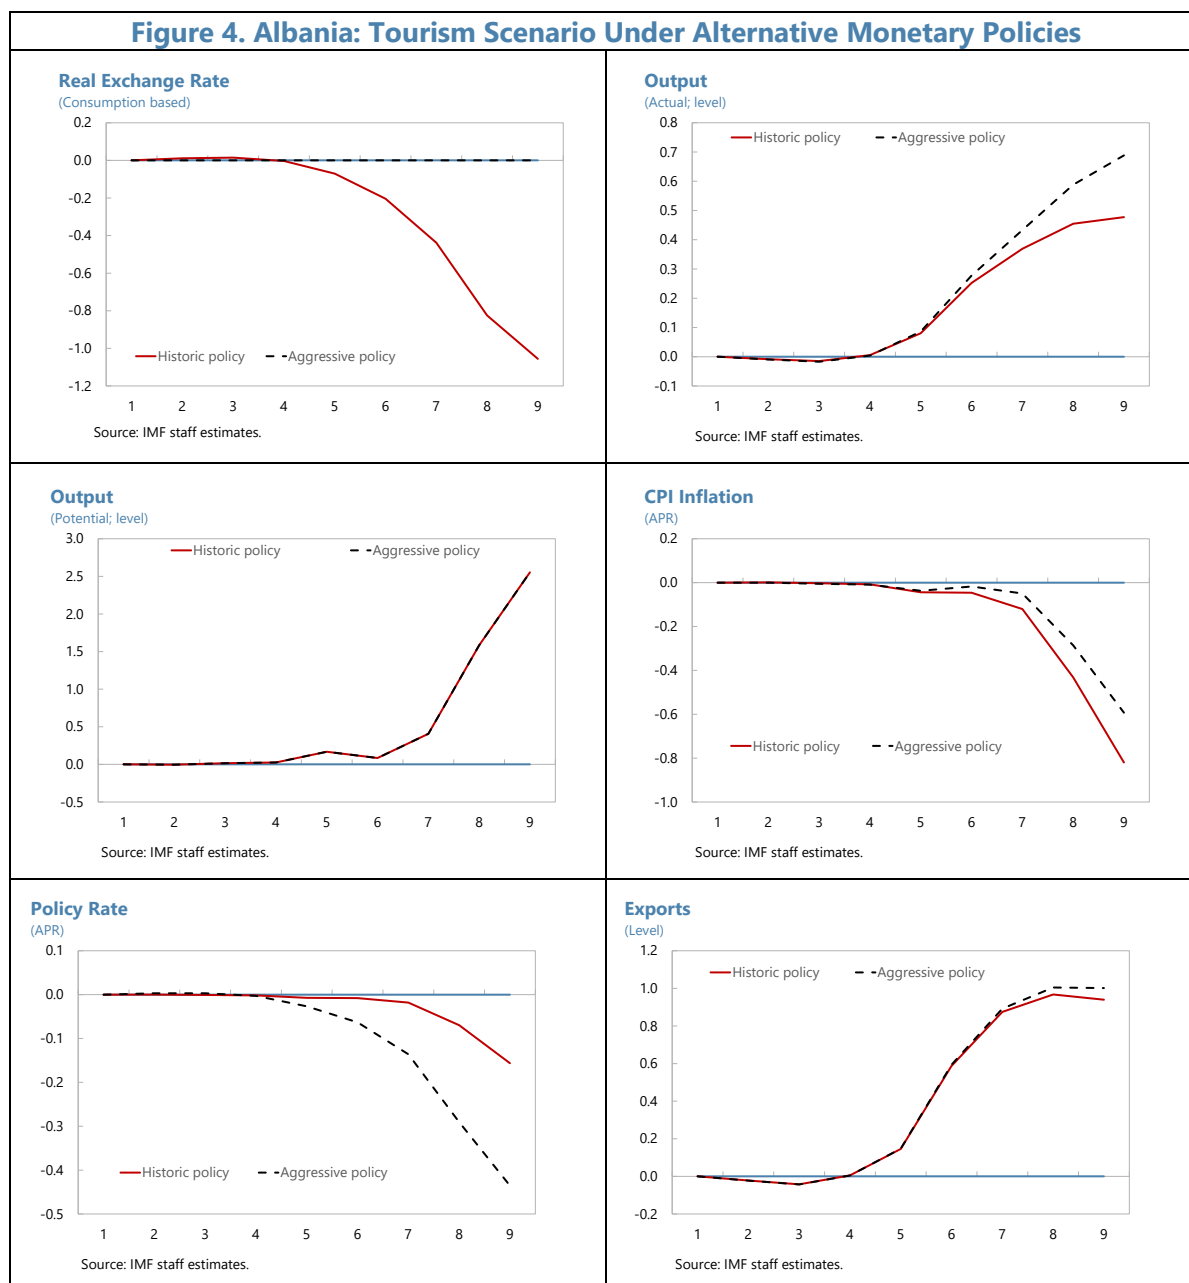 Figure 4. Albania: Tourism Scenario Under Alternative Monetary Policies
Real Exchange Rate
(Consumption based)
0.2
0.0
-0.2
-0.4
-0.6
-0.8
-1.0
-1.2
Historic policy Aggressive policy
1 2 3 4 5 6 7 8 9
Source: IMF staff estimates.
Output
(Actual; level)
0.8
0.7
0.6
0.5
0.4
0.3
0.2
0.1
0.0
-0.1
Historic policy Aggressive policy
1 2 3 4 5 6 7 8 9
Source: IMF staff estimates.
Output
(Potential; level)
3.0
2.5
2.0
1.5
1.0
0.5
0.0
-0.5
Historic policy Aggressive policy
1 2 3 4 5 6 7 8 9
Source: IMF staff estimates.
CPI Inflation
(APR)
0.2
0.0
-0.2
-0.4
-0.6
-0.8
-1.0
Historic policy Aggressive policy
1 2 3 4 5 6 7 8 9
Source: IMF staff estimates.
Policy Rate
(APR)
0.1
0.0
-0.1
-0.2
-0.3
-0.4
-0.5
Historic policy Aggressive policy
1 2 3 4 5 6 7 8 9
Source: IMF staff estimates.
Exports
(Level)
1.2
1.0
0.8
0.6
0.4
0.2
0.0
-0.2
Historic policy Aggressive policy
1 2 3 4 5 6 7 8 9
Source: IMF staff estimates.